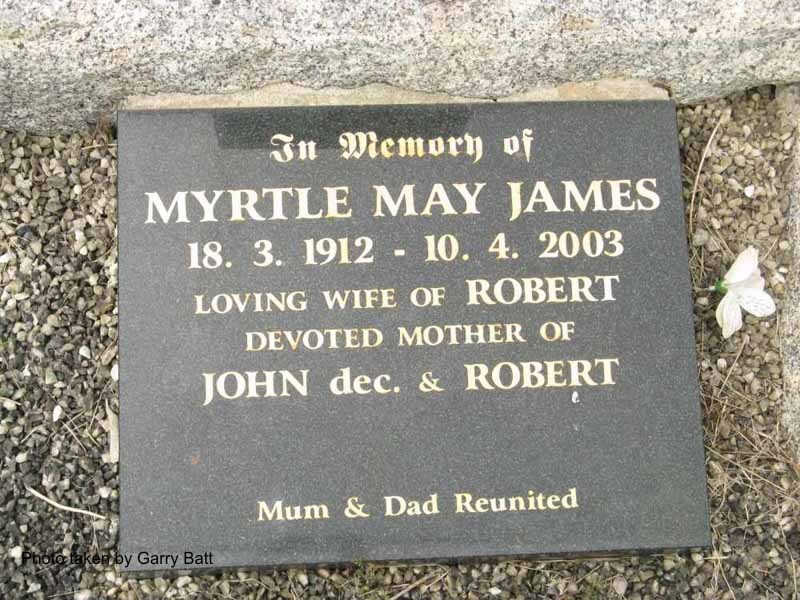 In Memory of
MYRTLE MAY JAMES
18. 3. 1912 - 10. 4. 2003
LOVING WIFE OF ROBERT
DEVOTED MOTHER OF
JOHN dec. & ROBERT
Mum & Dad Reunited
Photo taken by Garry Batt